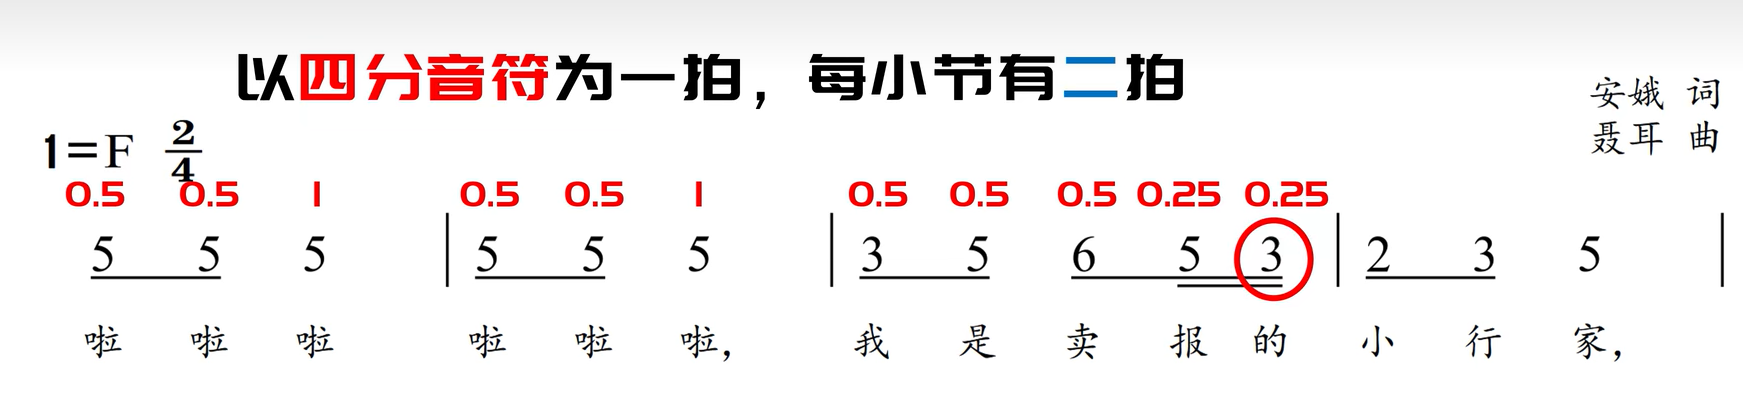 以四分音符为一拍，每小节有二拍
安娥 词
1=F 2/4
聂耳 曲
0.5 0.5 1 0.5 0.5 1 0.5 0.5 0.5 0.25 0.25
5 5 5 | 5 5 5 | 3 5 6 5 3 | 2 3 5 |
啦 啦 啦 啦 啦 啦， 我 是 卖 报 的 小 行 家，